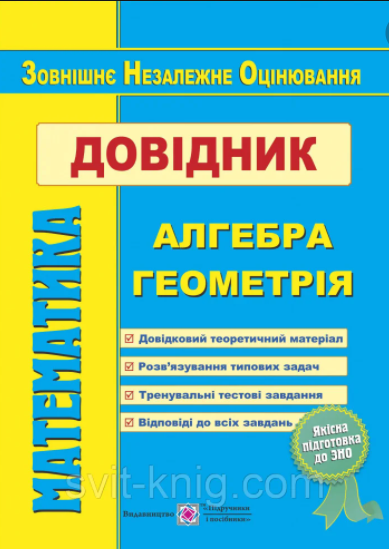 Зовнішнє Незалежне Оцінювання
ДОВІДНИК
МАТЕМАТИКА
АЛГЕБРА
ГЕОМЕТРІЯ
Довідковий теоретичний матеріал
Розв'язування типових задач
Тренувальні тестові завдання
Відповіді до всіх завдань
Якісна
підготовка
до ЗНО
svit-knig.com.ua
Видавництво
«Підручники
і посібники»